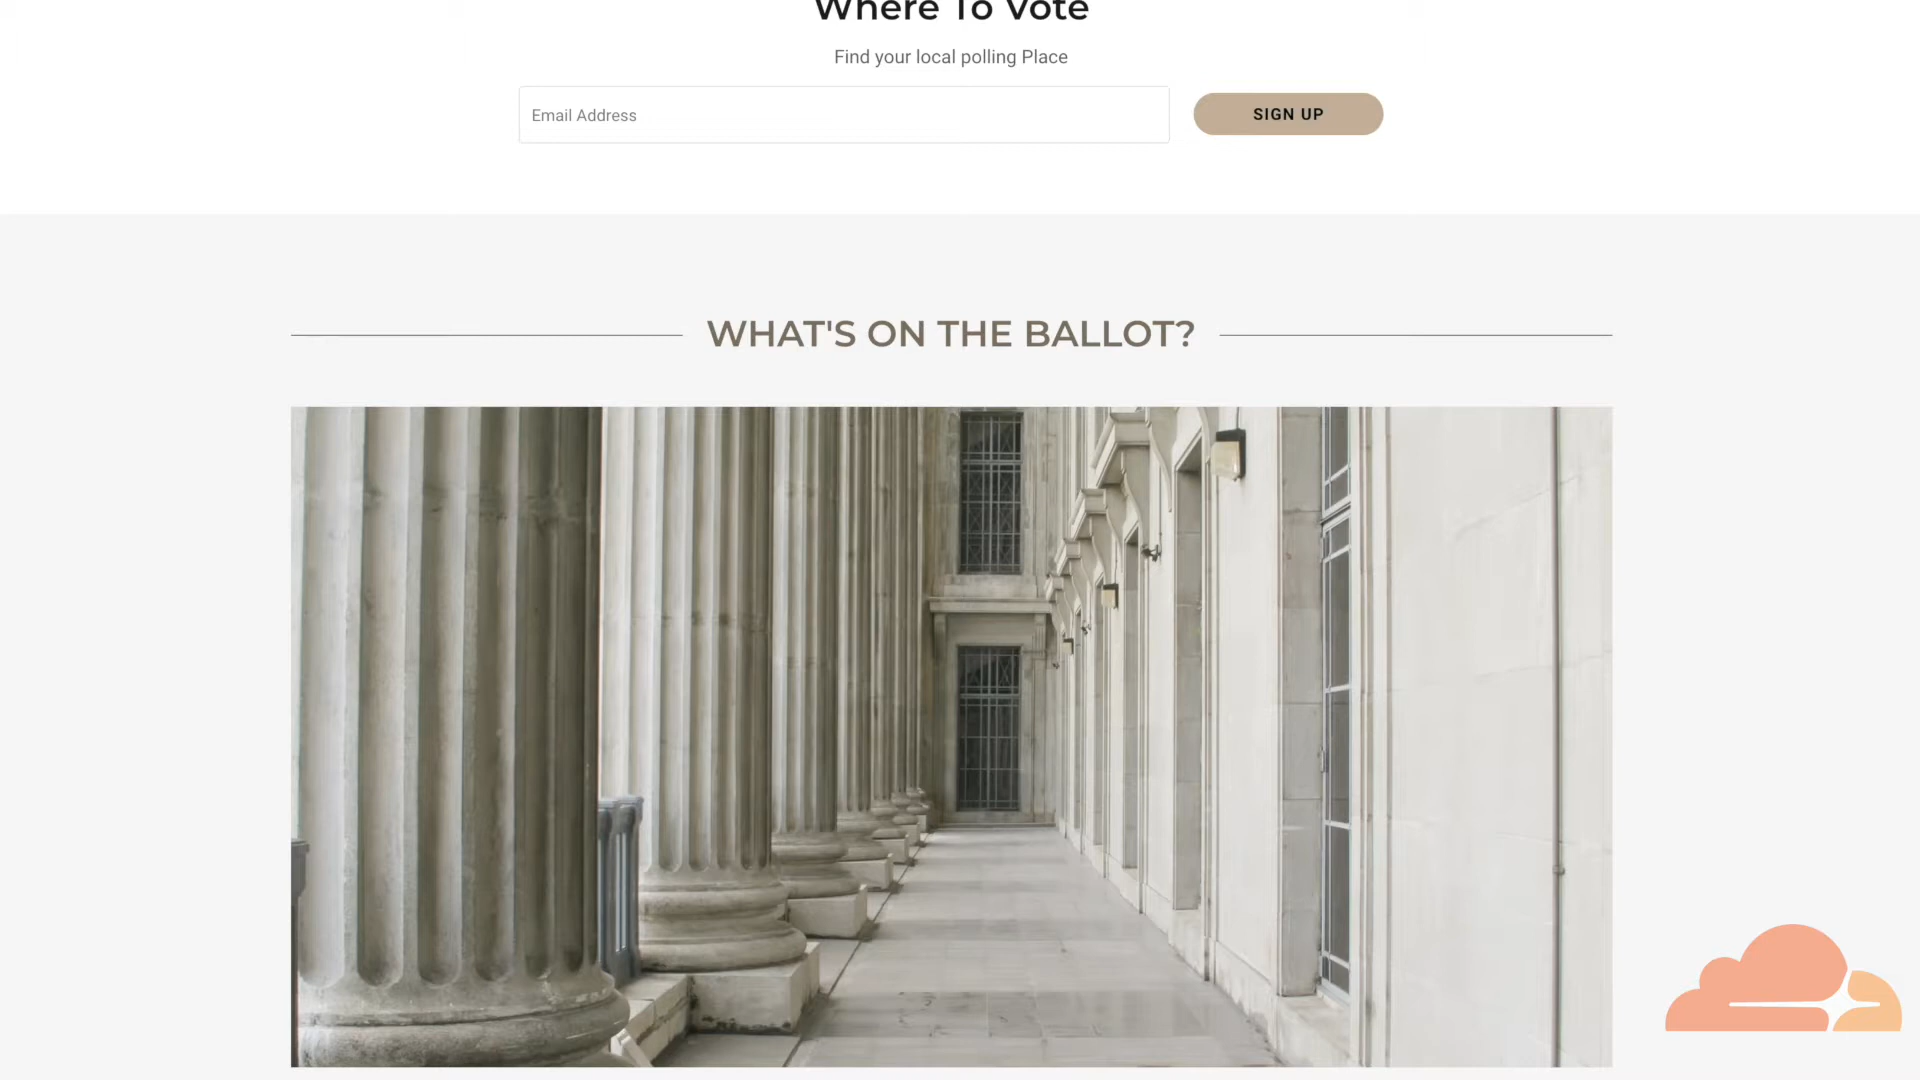 Where To Vote
Find your local polling Place
Email Address
SIGN UP
WHAT'S ON THE BALLOT?